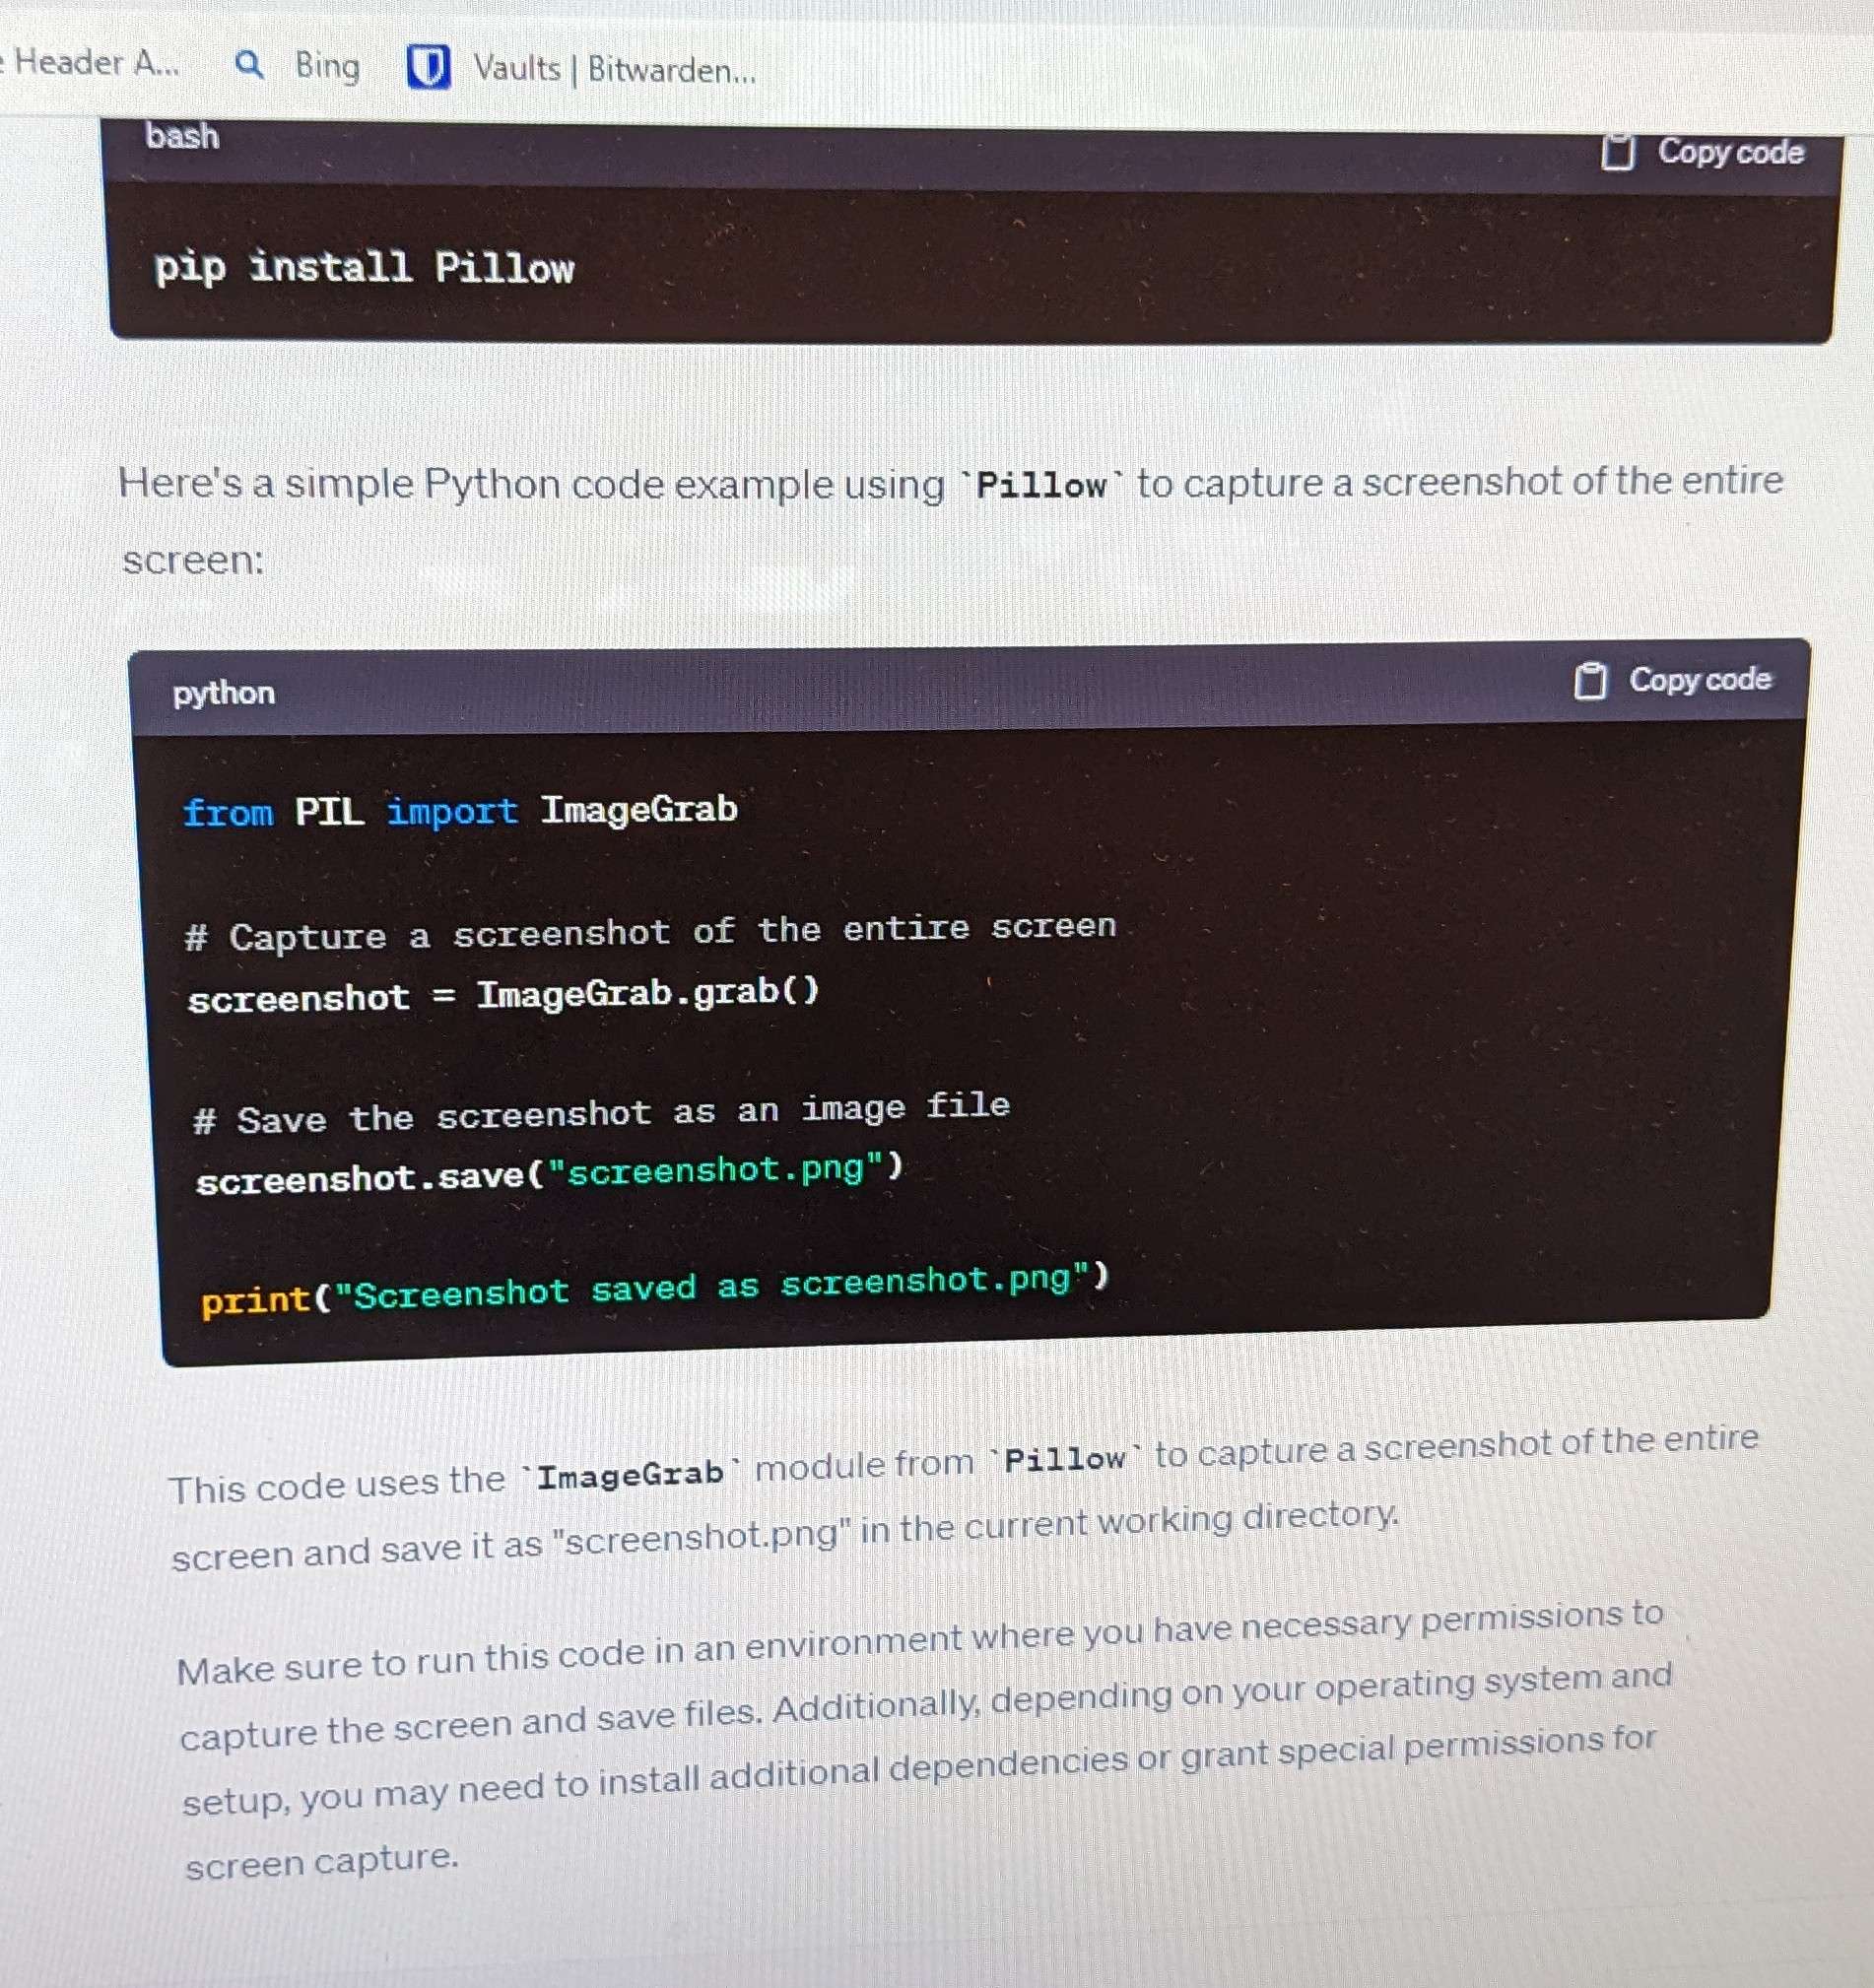 Header A...
Bing
Vaults | Bitwarden...
bash
Copy code
pip install Pillow
Here's a simple Python code example using `Pillow` to capture a screenshot of the entire
screen:
python
Copy code
from PIL import ImageGrab
# Capture a screenshot of the entire screen
screenshot = ImageGrab.grab()
# Save the screenshot as an image file
screenshot.save("screenshot.png")
print("Screenshot saved as screenshot.png")
This code uses the `ImageGrab` module from `Pillow` to capture a screenshot of the entire
screen and save it as "screenshot.png" in the current working directory.
Make sure to run this code in an environment where you have necessary permissions to
capture the screen and save files. Additionally, depending on your operating system and
setup, you may need to install additional dependencies or grant special permissions for
screen capture.